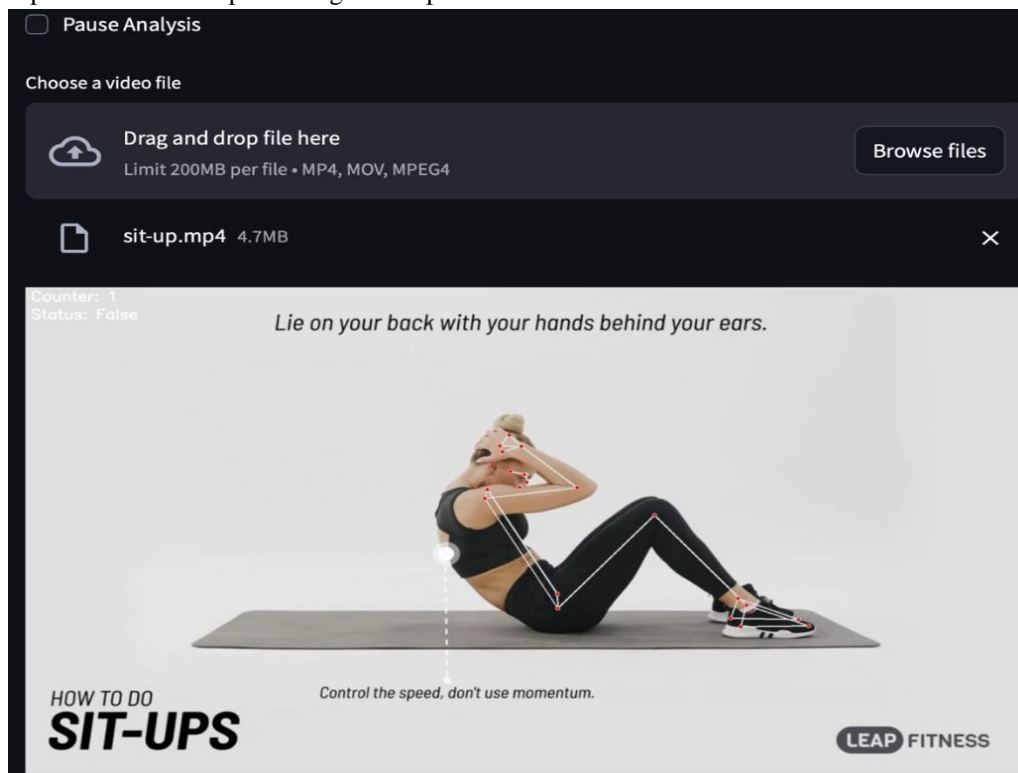 Pause Analysis
Choose a video file
Drag and drop file here
Limit 200MB per file • MP4, MOV, MPEG4
Browse files
sit-up.mp4 4.7MB
Counter: 1
Status: False
Lie on your back with your hands behind your ears.
Control the speed, don't use momentum.
HOW TO DO
SIT-UPS
LEAP FITNESS